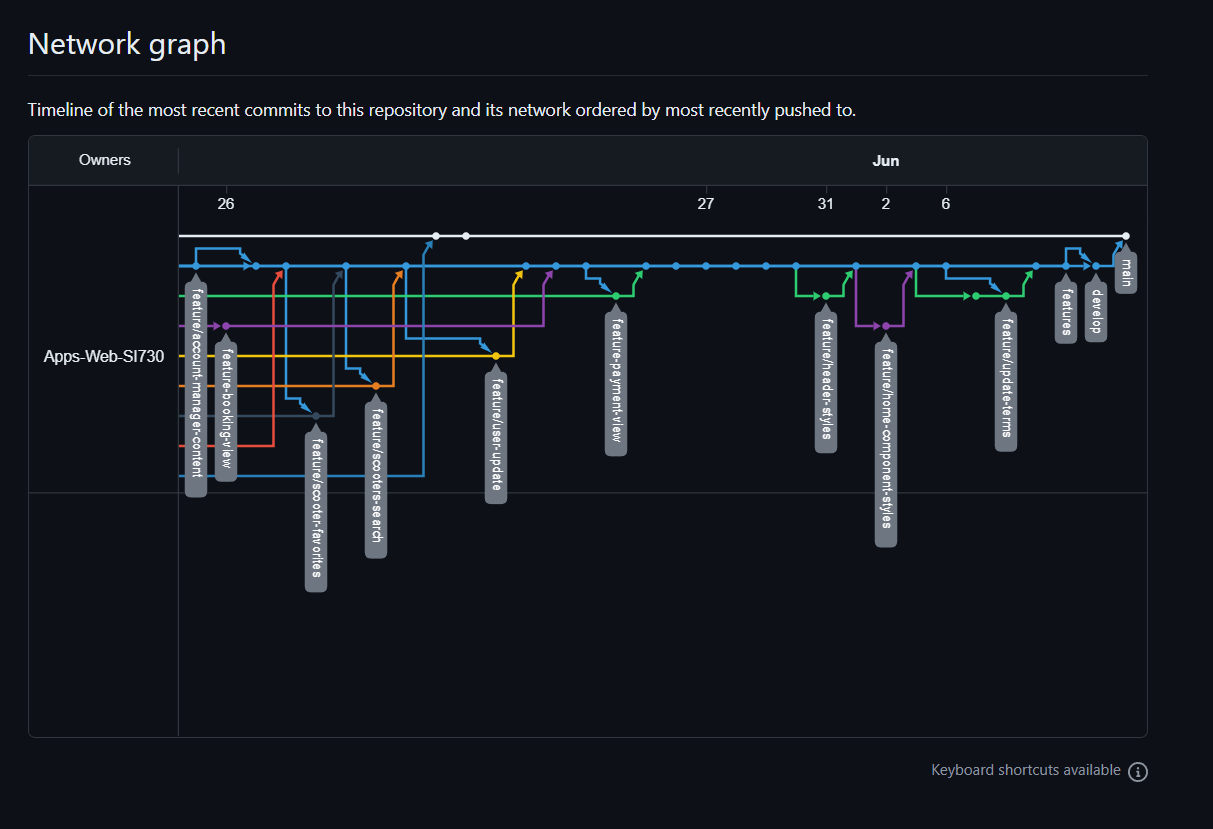 Network graph
Timeline of the most recent commits to this repository and its network ordered by most recently pushed to.
Owners
Jun
26
27
31
2
6
Apps-Web-SI730
feature/account-manager-content
feature-booking-view
feature/scooter-favorites
feature/scooters-search
feature/user-update
feature-payment-view
feature/header-styles
feature/home-component-styles
feature/update-terms
features
develop
main
Keyboard shortcuts available